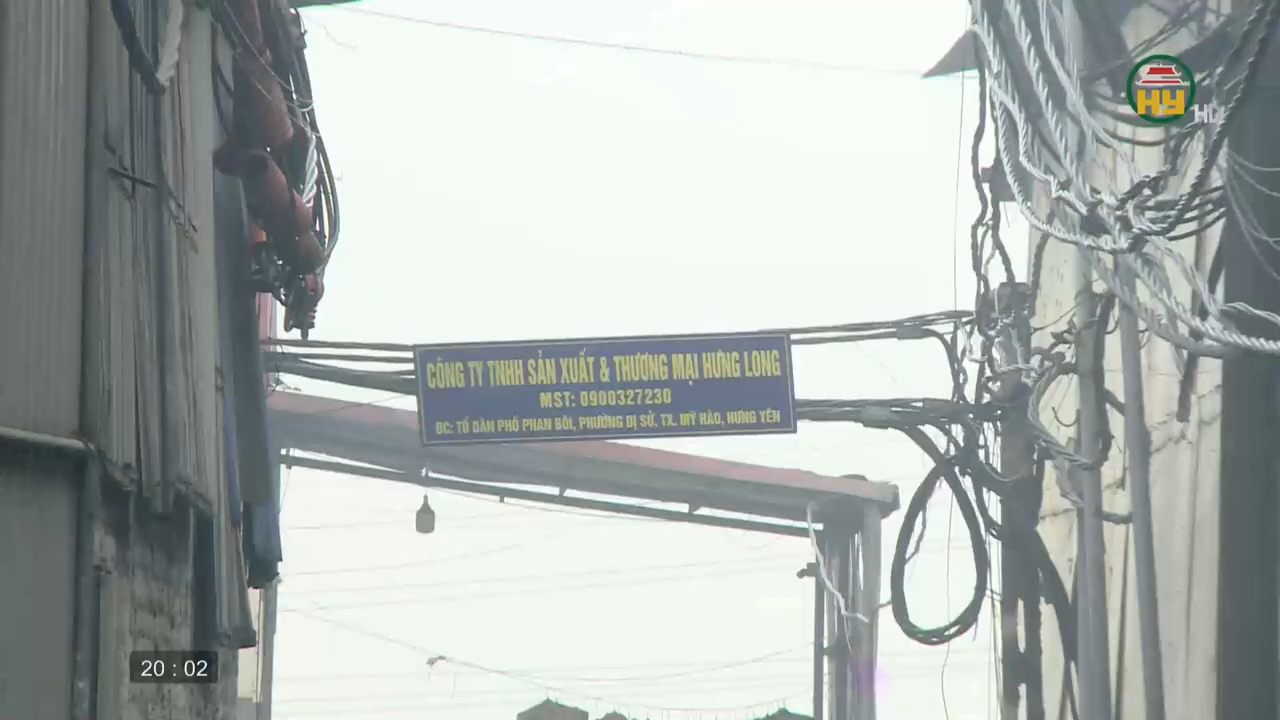 HY
HD
CÔNG TY TNHH SẢN XUẤT & THƯƠNG MẠI HƯNG LONG
MST: 0900327230
ĐC: TỔ DÂN PHỐ PHAN BÔI, PHƯỜNG DỊ SỬ, TX. MỸ HÀO, HƯNG YÊN
20 : 02